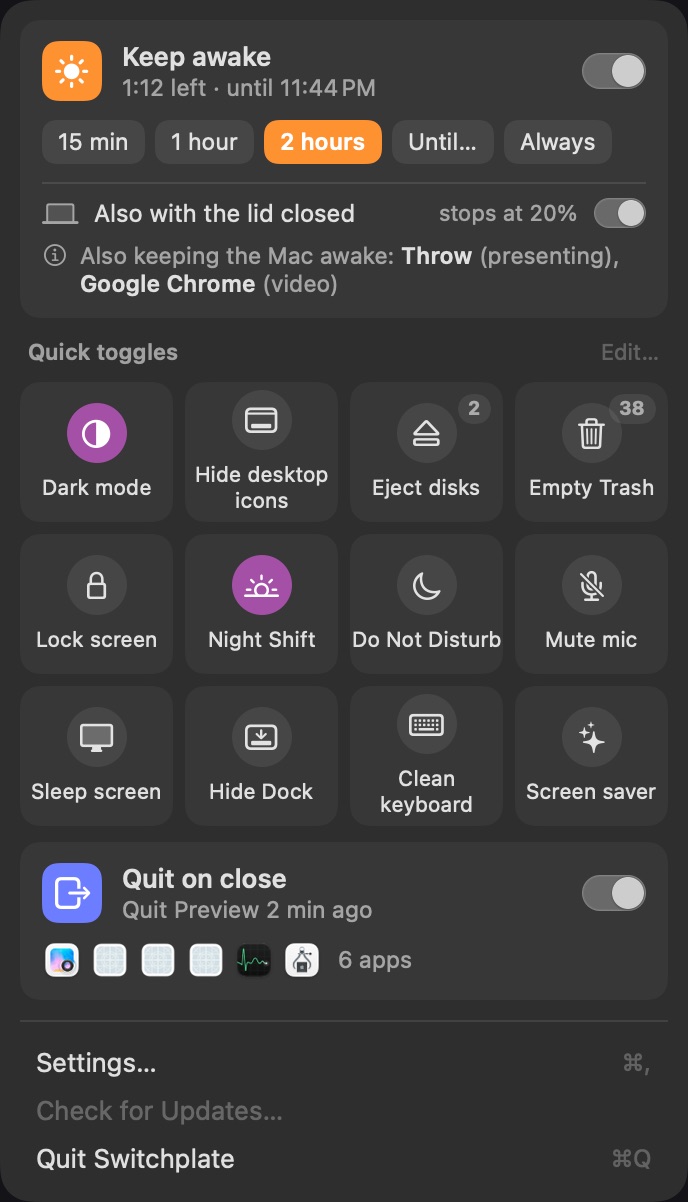 Keep awake
1:12 left · until 11:44 PM
15 min 1 hour 2 hours Until... Always
Also with the lid closed stops at 20%
Also keeping the Mac awake: Throw (presenting),
Google Chrome (video)
Quick toggles Edit...
Dark mode
Hide desktop
icons
2
Eject disks
38
Empty Trash
Lock screen
Night Shift
Do Not Disturb
Mute mic
Sleep screen
Hide Dock
Clean
keyboard
Screen saver
Quit on close
Quit Preview 2 min ago
6 apps
Settings... ⌘,
Check for Updates...
Quit Switchplate ⌘Q